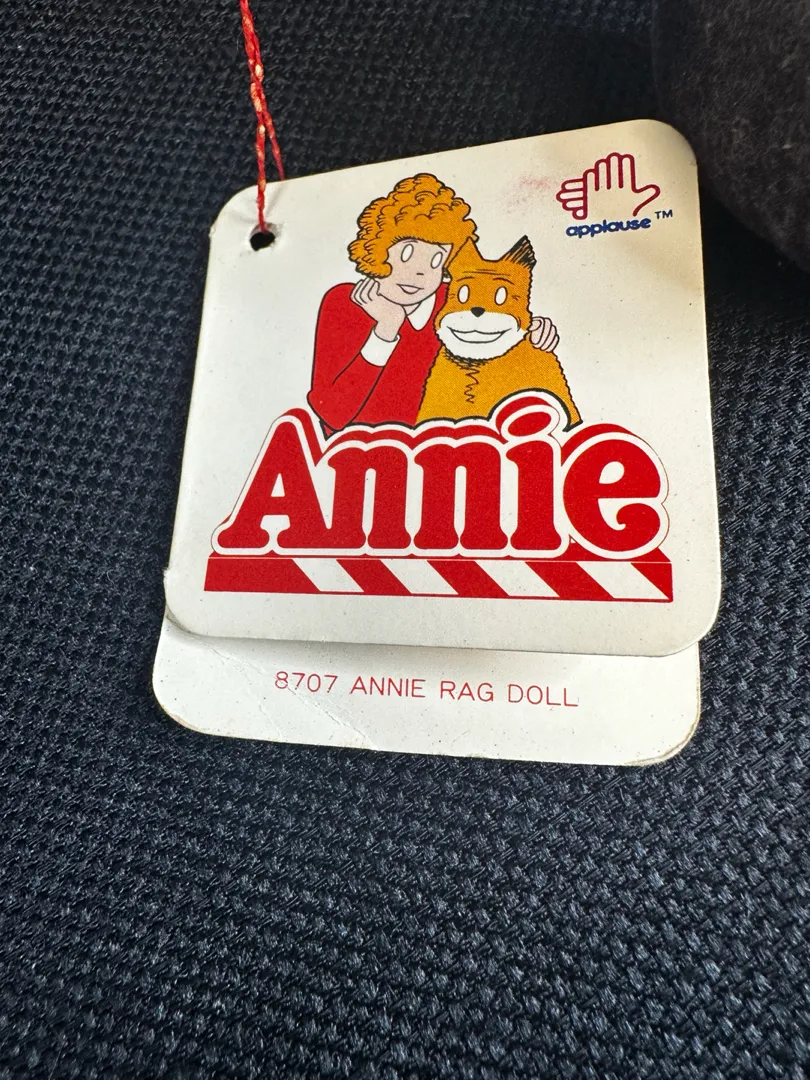 applause™
Annie
8707 ANNIE RAG DOLL